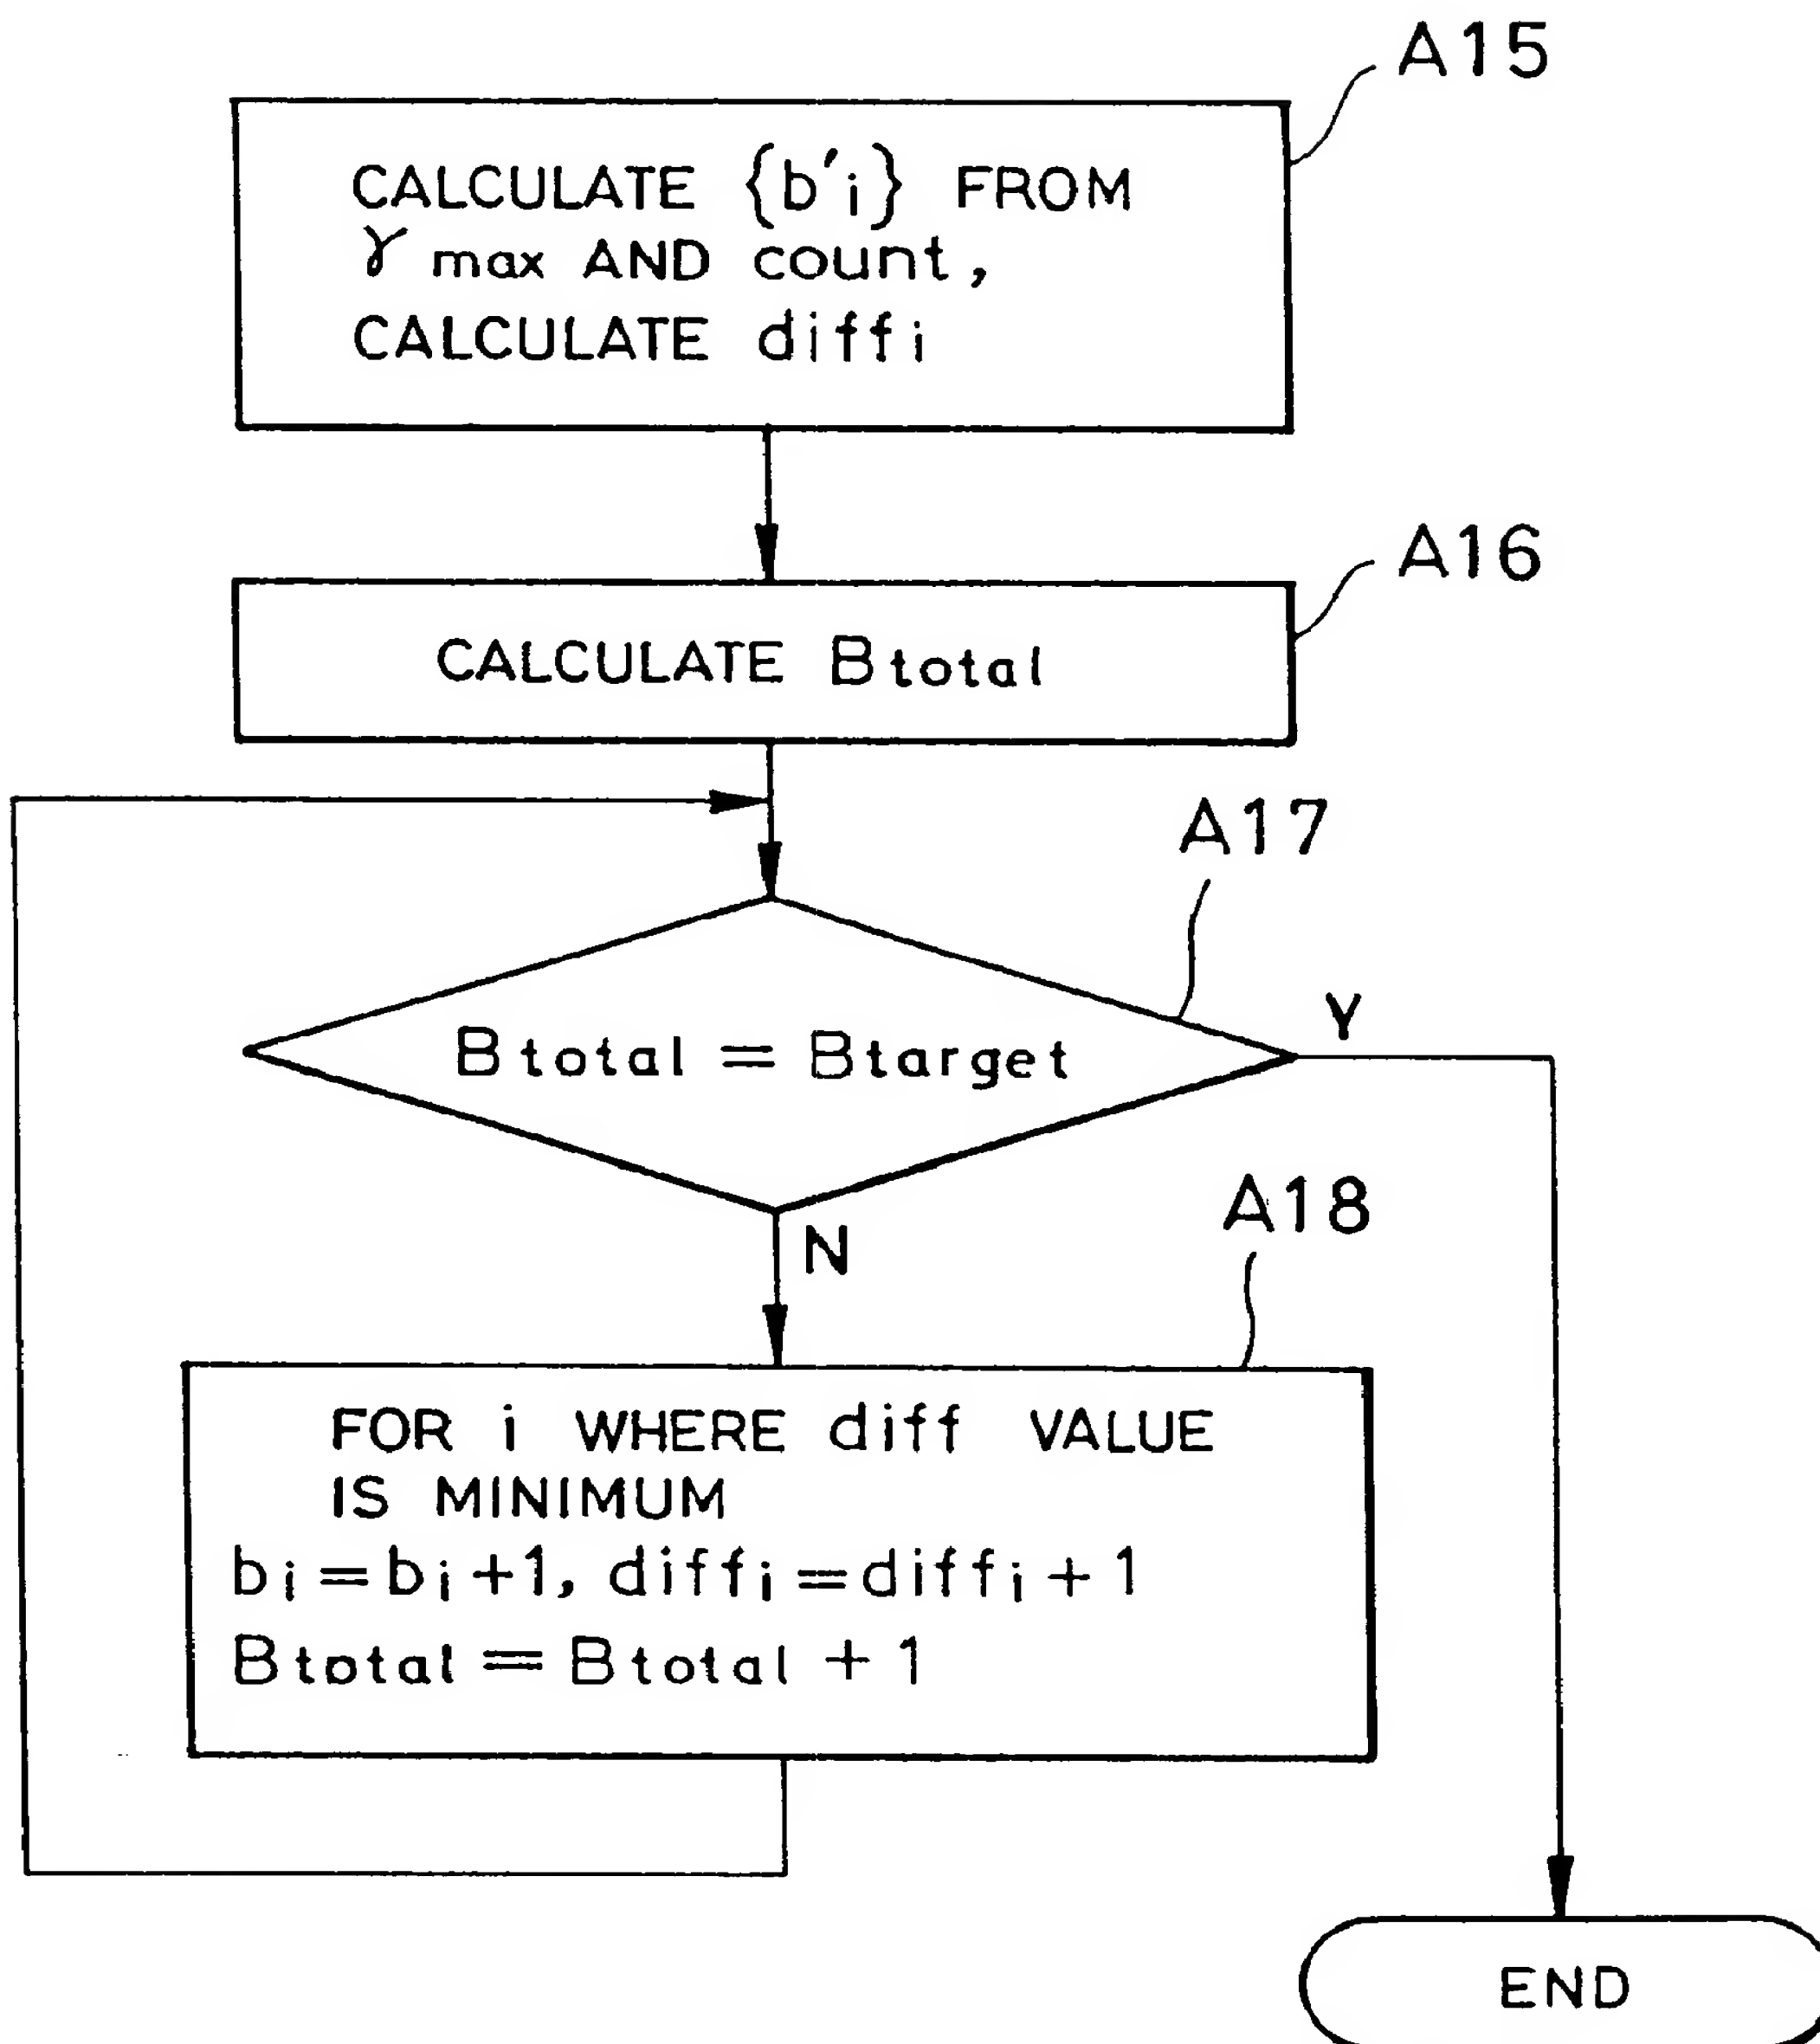 A15
CALCULATE {b'i} FROM
γmax AND count,
CALCULATE diffi
A16
CALCULATE Btotal
A17
Btotal = Btarget
Y
N
A18
FOR i WHERE diff VALUE
IS MINIMUM
bi=bi+1, diffi=diffi+1
Btotal = Btotal + 1
END